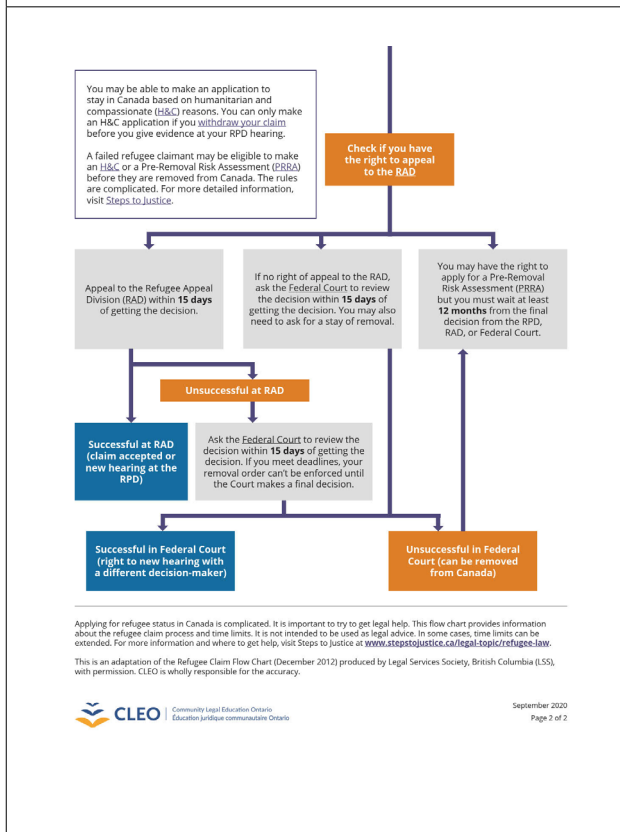 You may be able to make an application to
stay in Canada based on humanitarian and
compassionate (H&C) reasons. You can only make
an H&C application if you withdraw your claim
before you give evidence at your RPD hearing.
A failed refugee claimant may be eligible to make
an H&C or a Pre-Removal Risk Assessment (PRRA)
before they are removed from Canada. The rules
are complicated. For more detailed information,
visit Steps to Justice.
Check if you have
the right to appeal
to the RAD
Appeal to the Refugee Appeal
Division (RAD) within 15 days
of getting the decision.
If no right of appeal to the RAD,
ask the Federal Court to review
the decision within 15 days of
getting the decision. You may also
need to ask for a stay of removal.
You may have the right to
apply for a Pre-Removal
Risk Assessment (PRRA)
but you must wait at least
12 months from the final
decision from the RPD,
RAD, or Federal Court.
Unsuccessful at RAD
Successful at RAD
(claim accepted or
new hearing at the
RPD)
Ask the Federal Court to review the
decision within 15 days of getting the
decision. If you meet deadlines, your
removal order can't be enforced until
the Court makes a final decision.
Successful in Federal Court
(right to new hearing with
a different decision-maker)
Unsuccessful in Federal
Court (can be removed
from Canada)
Applying for refugee status in Canada is complicated. It is important to try to get legal help. This flow chart provides information
about the refugee claim process and time limits. It is not intended to be used as legal advice. In some cases, time limits can be
extended. For more information and where to get help, visit Steps to Justice at www.stepstojustice.ca/legal-topic/refugee-law.
This is an adaptation of the Refugee Claim Flow Chart (December 2012) produced by Legal Services Society, British Columbia (LSS),
with permission. CLEO is wholly responsible for the accuracy.
CLEO
Community Legal Education Ontario
Éducation juridique communautaire Ontario
September 2020
Page 2 of 2